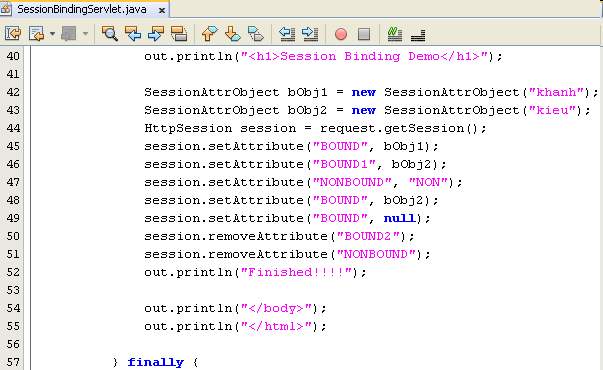 SessionBindingServlet.java
40 out.println("<h1>Session Binding Demo</h1>");
41
42 SessionAttrObject bObj1 = new SessionAttrObject("khanh");
43 SessionAttrObject bObj2 = new SessionAttrObject("kieu");
44 HttpSession session = request.getSession();
45 session.setAttribute("BOUND", bObj1);
46 session.setAttribute("BOUND1", bObj2);
47 session.setAttribute("NONBOUND", "NON");
48 session.setAttribute("BOUND", bObj2);
49 session.setAttribute("BOUND", null);
50 session.removeAttribute("BOUND2");
51 session.removeAttribute("NONBOUND");
52 out.println("Finished!!!!");
53
54 out.println("</body>");
55 out.println("</html>");
56
57 } finally {